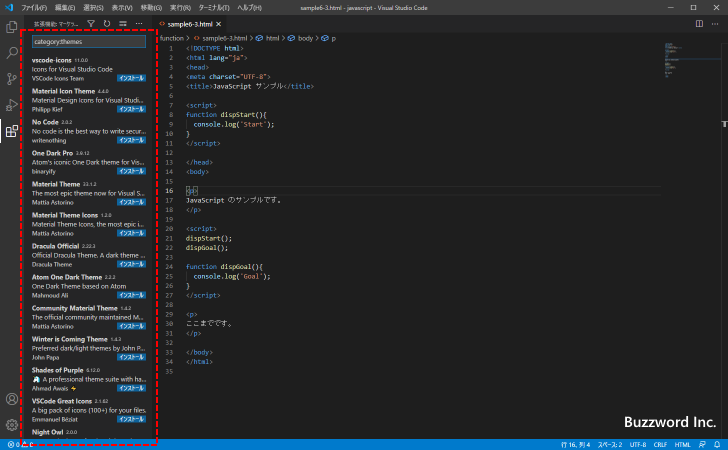 ファイル(F) 編集(E) 選択(S) 表示(V) 移動(G) 実行(R) ターミナル(T) ヘルプ(H) sample6-3.html - javascript - Visual Studio Code
拡張機能: マーケ...
category:themes
vscode-icons 11.0.0
Icons for Visual Studio Code
VSCode Icons Team インストール
Material Icon Theme 4.4.0
Material Design Icons for Visual Studi...
Philipp Kief インストール
No Code 2.0.2
No code is the best way to write secur...
writenothing インストール
One Dark Pro 3.9.12
Atom's iconic One Dark theme for Vis...
binaryify インストール
Material Theme 33.1.2
The most epic theme now for Visual S...
Mattia Astorino インストール
Material Theme Icons 1.2.0
Material Theme Icons, the most epic i...
Mattia Astorino インストール
Dracula Official 2.22.3
Official Dracula Theme. A dark theme ...
Dracula Theme インストール
Atom One Dark Theme 2.2.2
One Dark Theme based on Atom
Mahmoud Ali インストール
Community Material Theme 1.4.2
The official community maintained M...
Mattia Astorino インストール
Winter is Coming Theme 1.4.3
Preferred dark/light themes by John P...
John Papa インストール
Shades of Purple 6.12.0
🦄 A professional theme suite with ha...
Ahmad Awais ⚡ インストール
VSCode Great Icons 2.1.62
A big pack of icons (100+) for your files.
Emmanuel Béziat インストール
Night Owl 2.0.0
sample6-3.html
function > sample6-3.html > html > body > p
1 <!DOCTYPE html>
2 <html lang="ja">
3 <head>
4 <meta charset="UTF-8">
5 <title>JavaScript サンプル</title>
6
7 <script>
8 function dispStart(){
9 console.log('Start');
10 }
11 </script>
12
13 </head>
14 <body>
15
16 <p>
17 JavaScript のサンプルです。
18 </p>
19
20 <script>
21 dispStart();
22 dispGoal();
23
24 function dispGoal(){
25 console.log('Goal');
26 }
27 </script>
28
29 <p>
30 ここまでです。
31 </p>
32
33 </body>
34 </html>
35
Buzzword Inc.
0 0 行 16, 列 4 スペース: 2 UTF-8 CRLF HTML